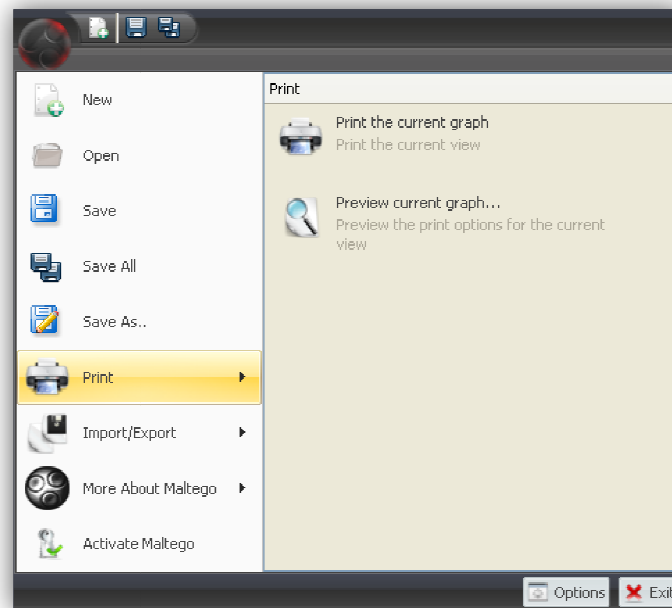 New
Open
Save
Save All
Save As..
Print
Import/Export
More About Maltego
Activate Maltego
Print
Print the current graph
Print the current view
Preview current graph...
Preview the print options for the current
view
Options
Exit